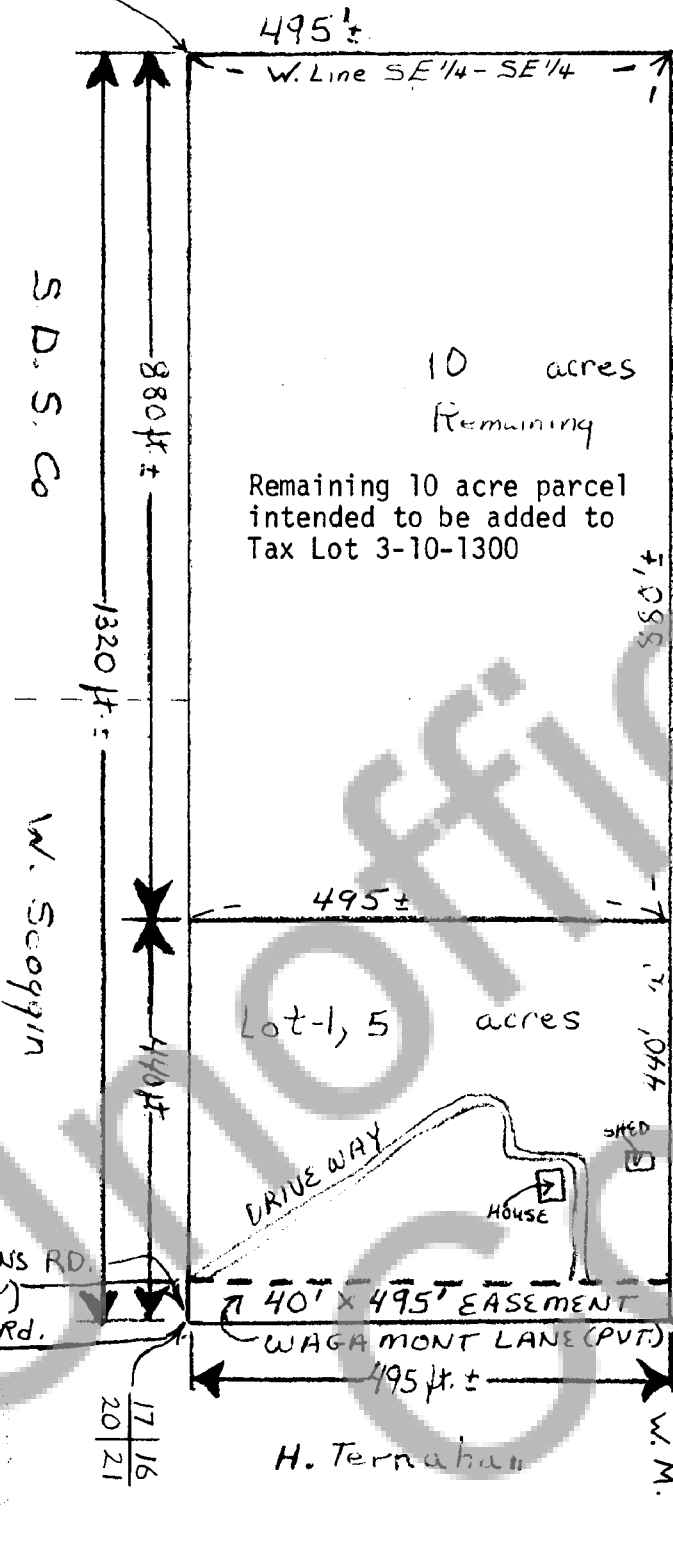 495'±
W. Line SE 1/4 - SE 1/4
S. D. S. Co
880 ft ±
10 acres
Remaining
Remaining 10 acre parcel
intended to be added to
Tax Lot 3-10-1300
880'±
1320 ft. ±
W. Scoggin
495 ±
Lot-1, 5 acres
440 ft
440'
DRIVEWAY
SHED
HOUSE
RD.
Rd.
40' x 495' EASEMENT
WAGAMONT LANE (PVT.)
495 ft. ±
17 16
20 21
H. Ternahan
W. M.
Unoffic
Co